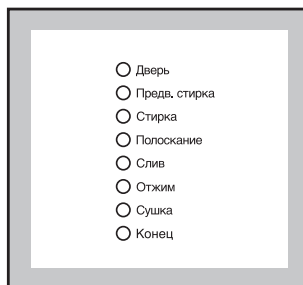 Дверь
Предв. стирка
Стирка
Полоскание
Слив
Отжим
Сушка
Конец